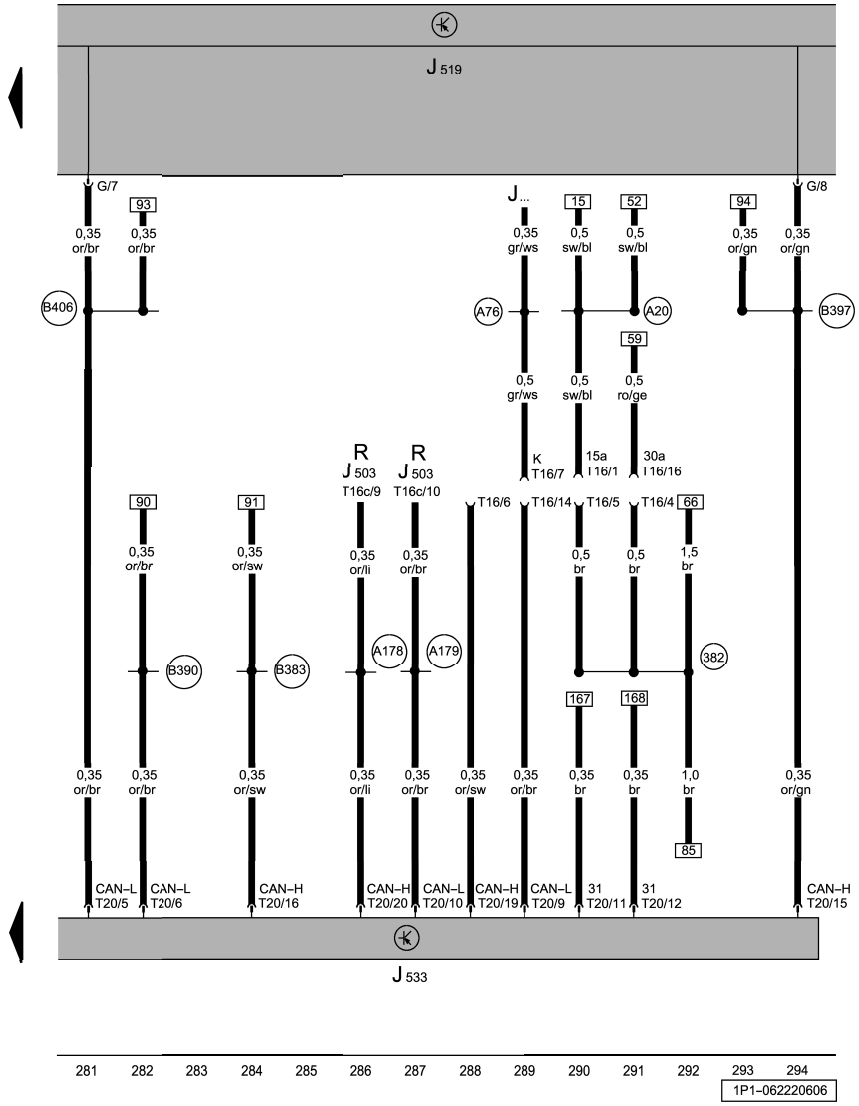 J 519
G/7
G/8
93
J...
15
52
94
0,35
or/br
0,35
or/br
0,35
gr/ws
0,5
sw/bl
0,5
sw/bl
0,35
or/gn
0,35
or/gn
B406
A76
A20
B397
59
0,5
gr/ws
0,5
sw/bl
0,5
ro/ge
R
J 503
T16c/9
R
J 503
T16c/10
K
T16/7
15a
T16/1
30a
T16/16
90
91
T16/6
T16/14
T16/5
T16/4
66
0,35
or/br
0,35
or/sw
0,35
or/li
0,35
or/br
0,5
br
0,5
br
1,5
br
B390
B383
A178
A179
382
167
168
0,35
or/br
0,35
or/br
0,35
or/sw
0,35
or/li
0,35
or/br
0,35
or/sw
0,35
or/br
0,35
br
0,35
br
1,0
br
0,35
or/gn
85
CAN-L
T20/5
CAN-L
T20/6
CAN-H
T20/16
CAN-H
T20/20
CAN-L
T20/10
CAN-H
T20/19
CAN-L
T20/9
31
T20/11
31
T20/12
CAN-H
T20/15
J 533
281 282 283 284 285 286 287 288 289 290 291 292 293 294
1P1-062220606